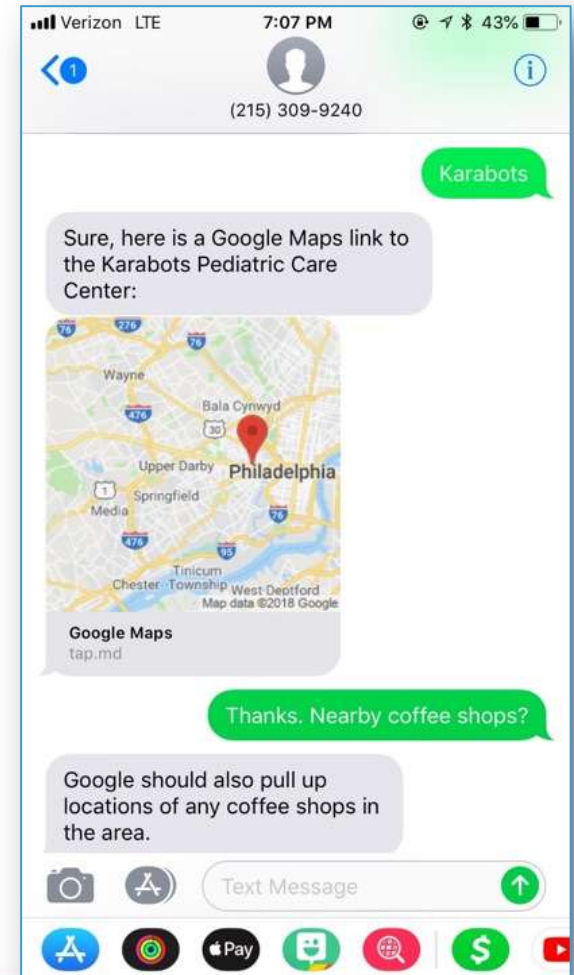 Verizon LTE 7:07 PM 43%
1
(215) 309-9240
Karabots
Sure, here is a Google Maps link to
the Karabots Pediatric Care
Center:
76 276 76
Wayne
476 Bala Cynwyd
30
Upper Darby Philadelphia
1 Springfield
Media 76
476 95
Tinicum
Chester Township West Deptford
Map data ©2018 Google
Google Maps
tap.md
Thanks. Nearby coffee shops?
Google should also pull up
locations of any coffee shops in
the area.
Text Message
Pay $